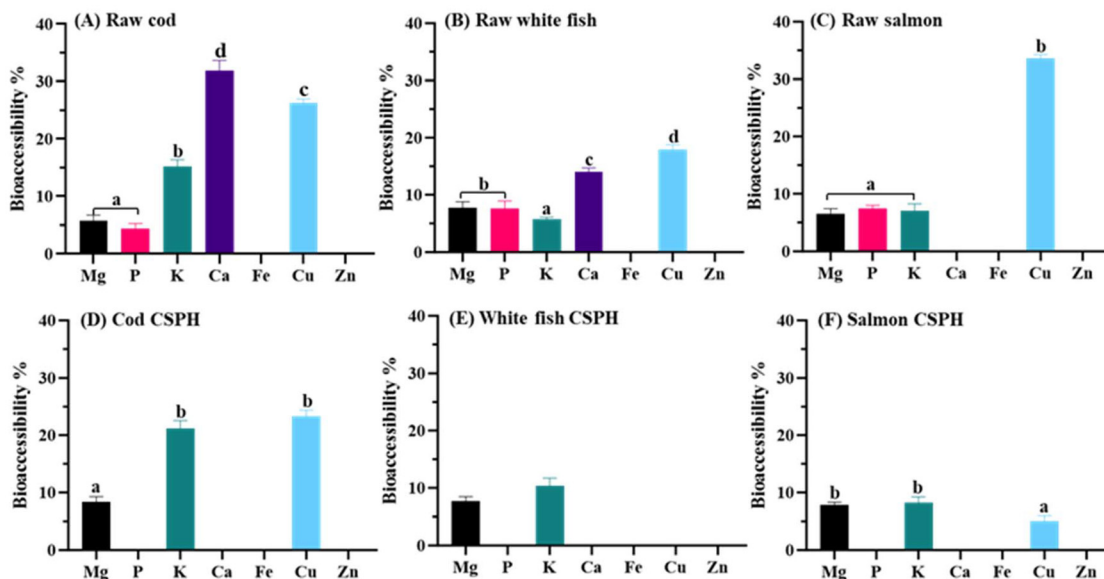 (A) Raw cod
Bioaccessibility %
40
30
20
10
0
a
b
d
c
Mg P K Ca Fe Cu Zn
(B) Raw white fish
Bioaccessibility %
40
30
20
10
0
b
a
c
d
Mg P K Ca Fe Cu Zn
(C) Raw salmon
Bioaccessibility %
40
30
20
10
0
a
b
Mg P K Ca Fe Cu Zn
(D) Cod CSPH
Bioaccessibility %
40
30
20
10
0
a
b
b
Mg P K Ca Fe Cu Zn
(E) White fish CSPH
Bioaccessibility %
40
30
20
10
0
Mg P K Ca Fe Cu Zn
(F) Salmon CSPH
Bioaccessibility %
40
30
20
10
0
b
b
a
Mg P K Ca Fe Cu Zn